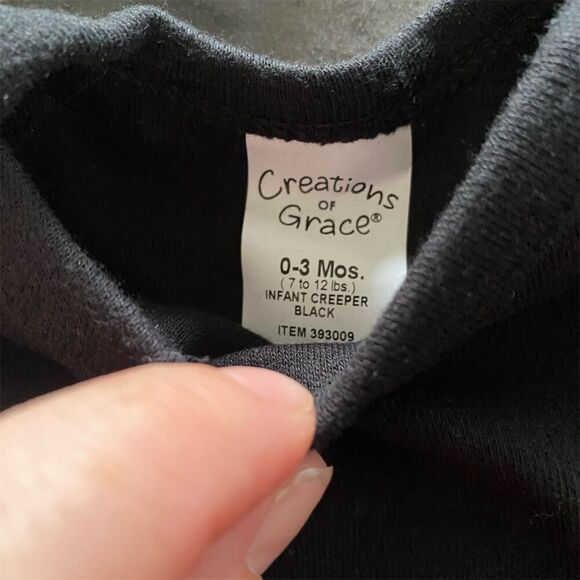 Creations
OF
Grace®
0-3 Mos.
(7 to 12 lbs.)
INFANT CREEPER
BLACK
ITEM 393009